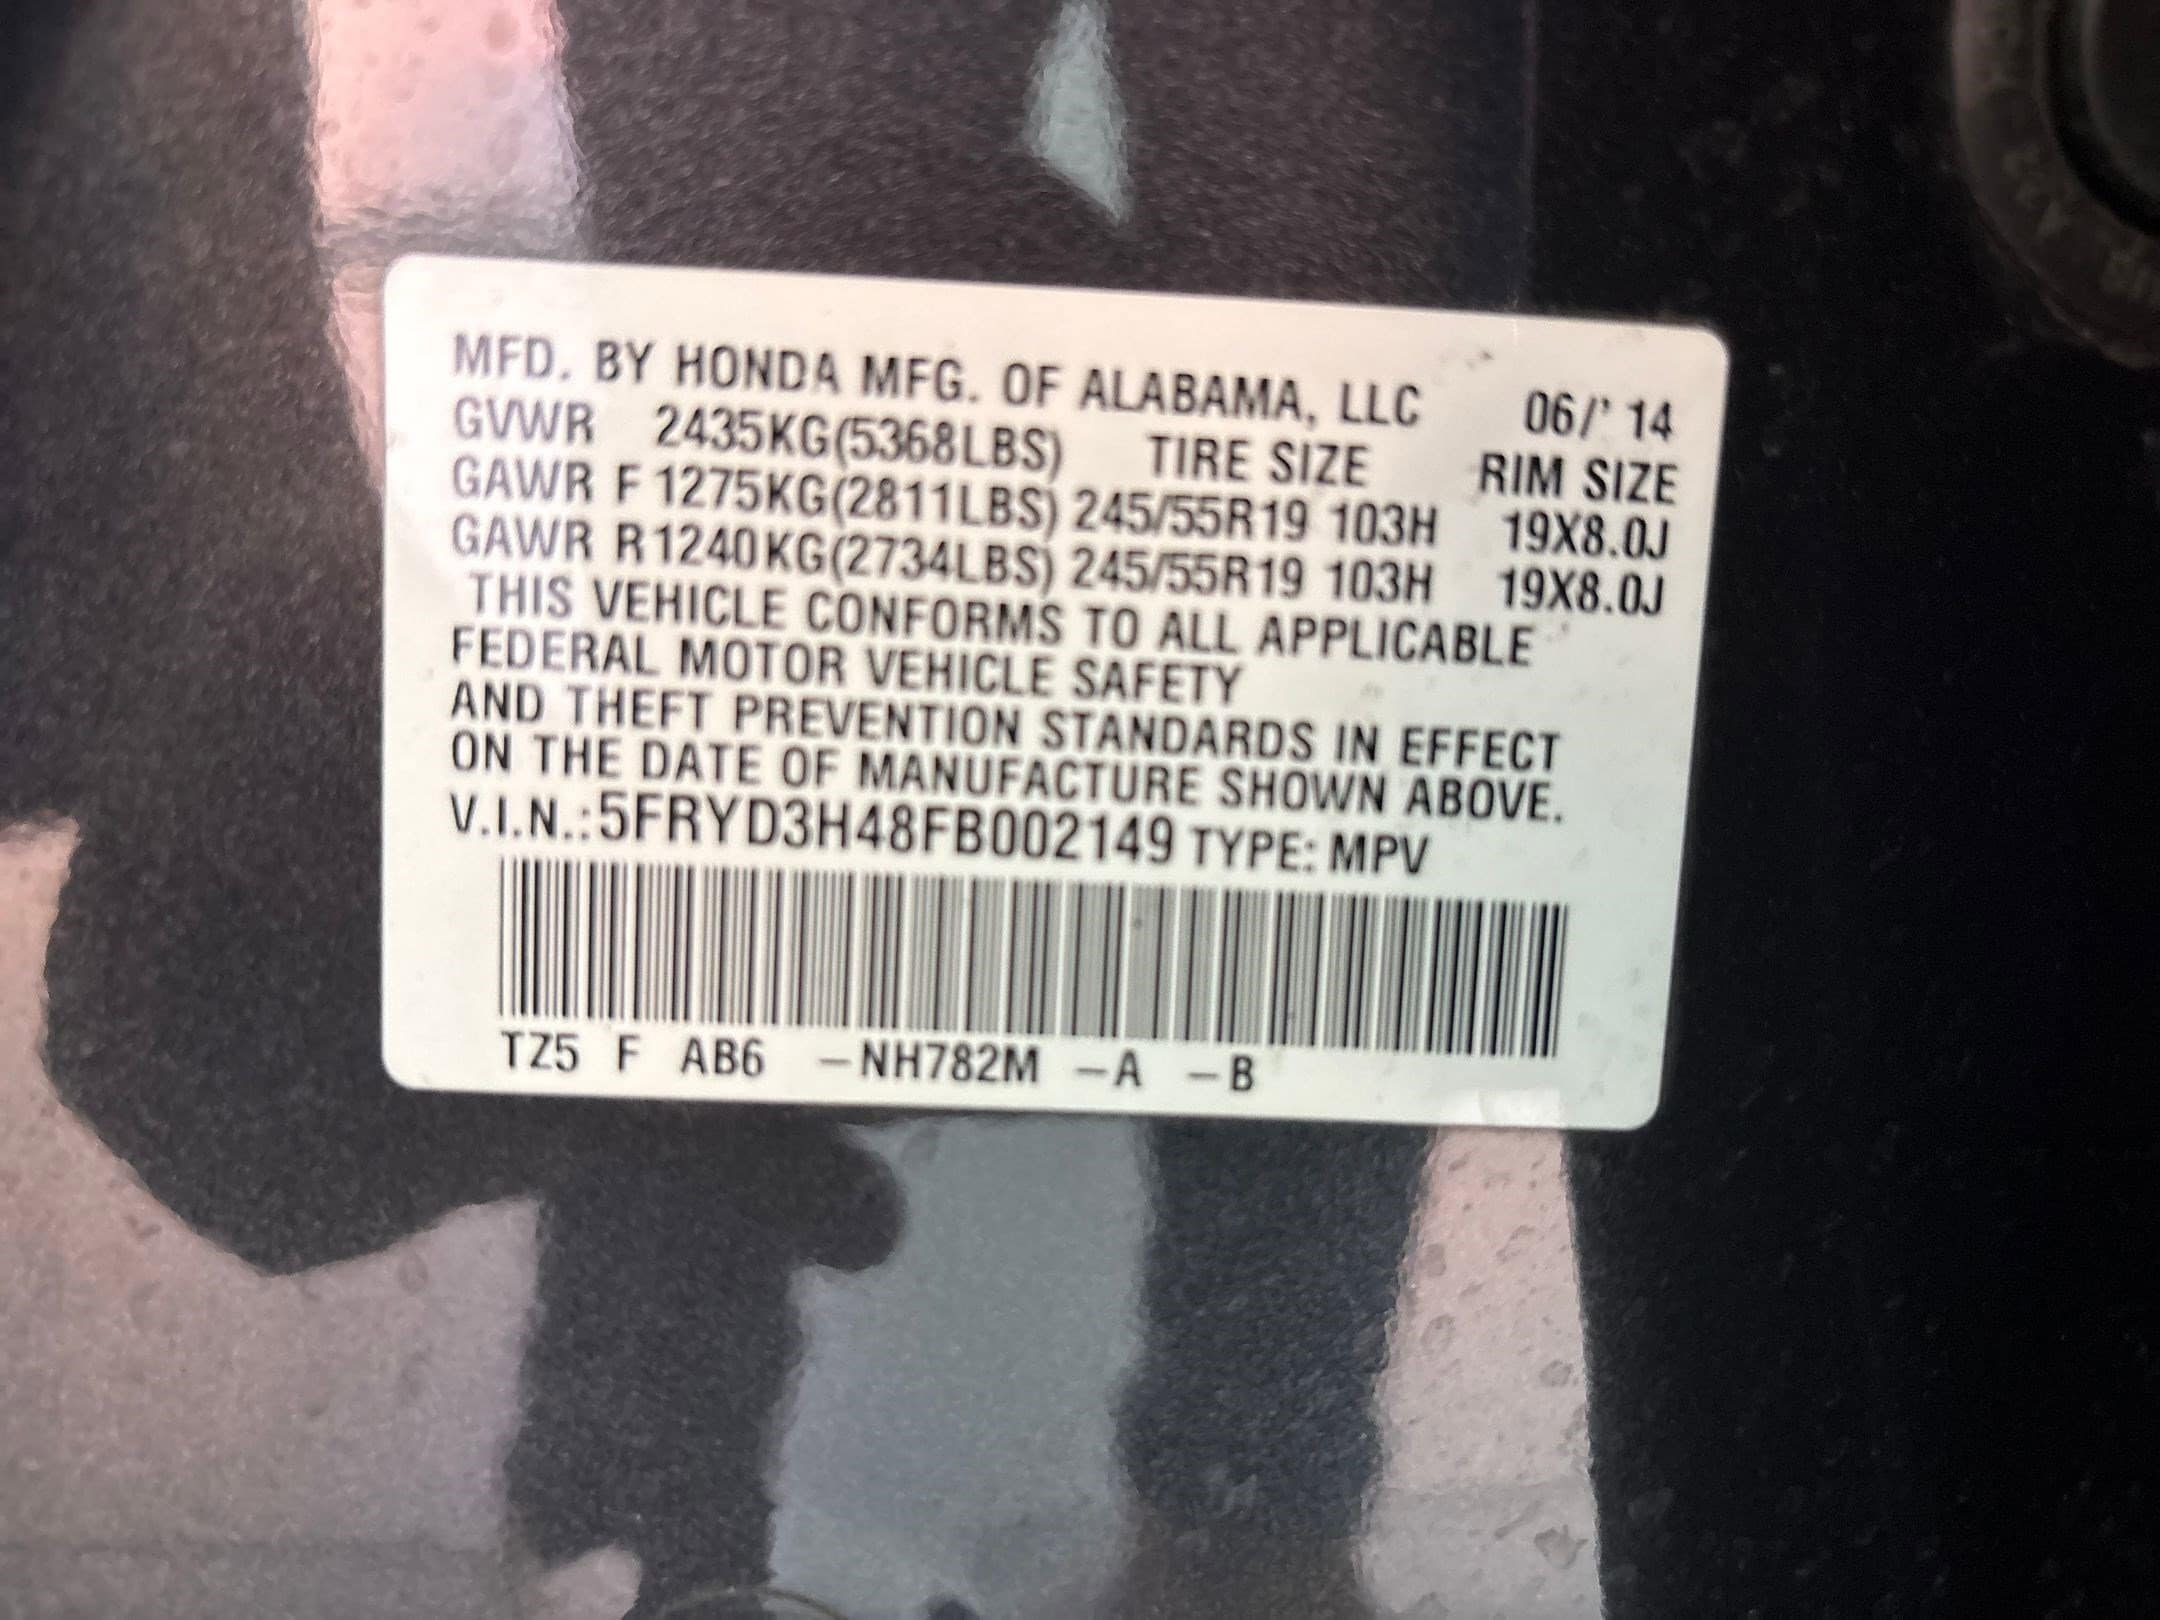 MFD. BY HONDA MFG. OF ALABAMA, LLC 06/' 14
GVWR 2435KG(5368LBS) TIRE SIZE RIM SIZE
GAWR F 1275KG(2811LBS) 245/55R19 103H 19X8.0J
GAWR R 1240KG(2734LBS) 245/55R19 103H 19X8.0J
THIS VEHICLE CONFORMS TO ALL APPLICABLE
FEDERAL MOTOR VEHICLE SAFETY
AND THEFT PREVENTION STANDARDS IN EFFECT
ON THE DATE OF MANUFACTURE SHOWN ABOVE.
V.I.N.:5FRYD3H48FB002149 TYPE: MPV
TZ5 F AB6 -NH782M -A -B